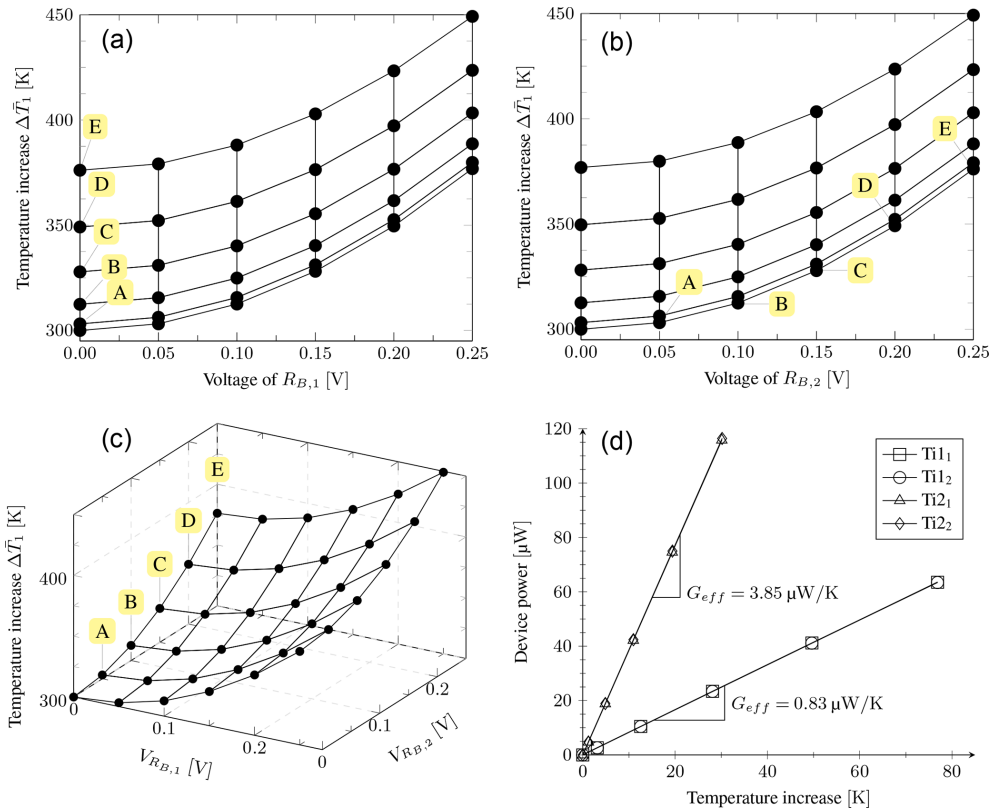 (a)
450
400
350
300
Temperature increase ΔT̄₁ [K]
E
D
C
B
A
0.00 0.05 0.10 0.15 0.20 0.25
Voltage of R_{B,1} [V]
(b)
450
400
350
300
Temperature increase ΔT̄₁ [K]
E
D
A
C
B
0.00 0.05 0.10 0.15 0.20 0.25
Voltage of R_{B,2} [V]
(c)
Temperature increase ΔT̄₁ [K]
400
300
E
D
C
B
A
0.1
0.2
0
0.1
0.2
V_{R_{B,1}} [V]
V_{R_{B,2}} [V]
(d)
120
100
80
60
40
20
0
Device power [µW]
Ti1₁
Ti1₂
Ti2₁
Ti2₂
G_{eff} = 3.85 µW/K
G_{eff} = 0.83 µW/K
0 20 40 60 80
Temperature increase [K]